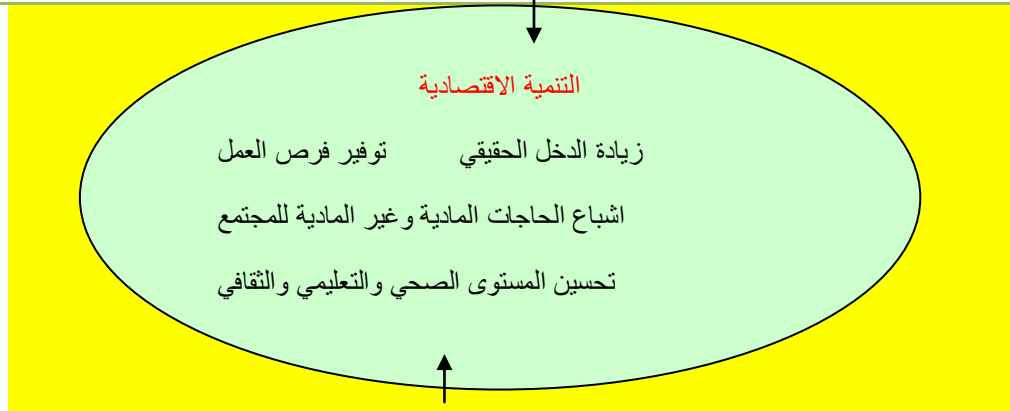 التنمية الاقتصادية
زيادة الدخل الحقيقي توفير فرص العمل
اشباع الحاجات المادية وغير المادية للمجتمع
تحسين المستوى الصحي والتعليمي والثقافي